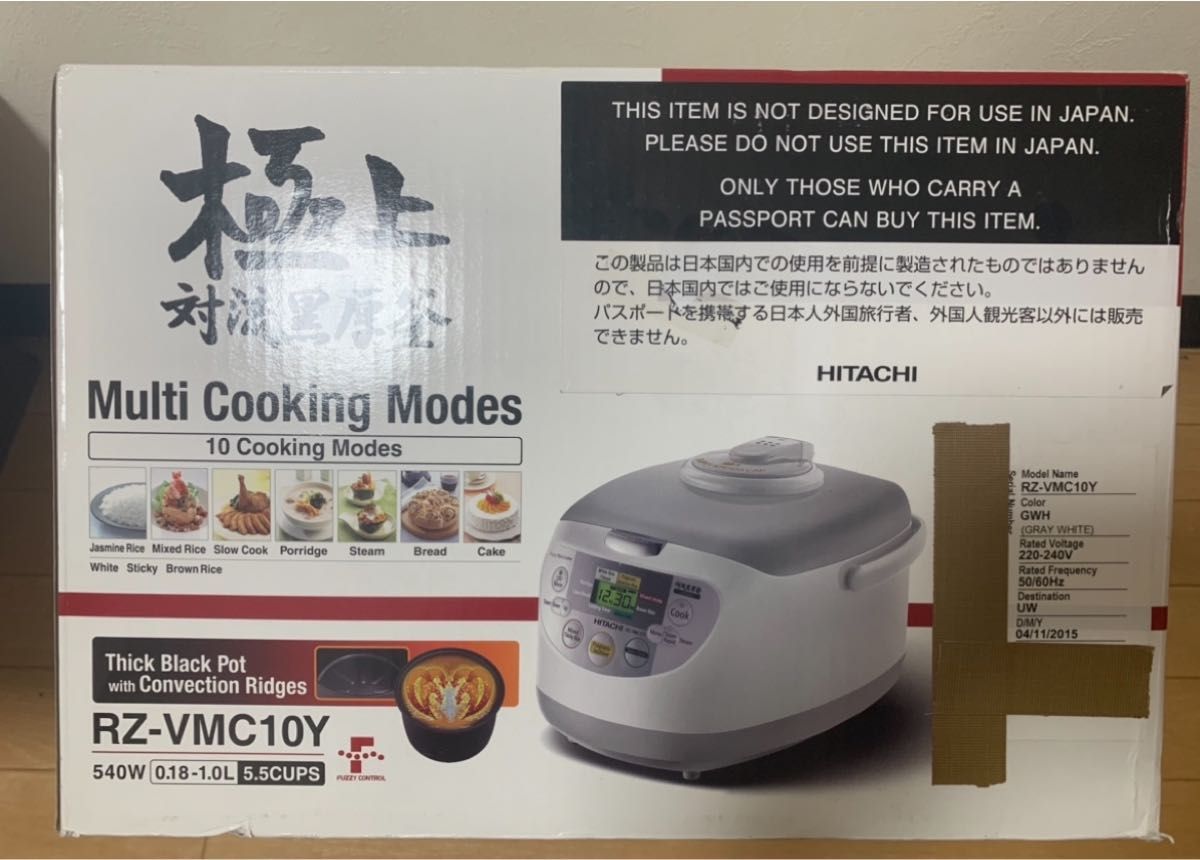 極上
対流黒厚釜
Multi Cooking Modes
10 Cooking Modes
Jasmine Rice Mixed Rice Slow Cook Porridge Steam Bread Cake
White Sticky Brown Rice
Thick Black Pot
with Convection Ridges
RZ-VMC10Y
540W 0.18-1.0L 5.5CUPS
FUZZY CONTROL
THIS ITEM IS NOT DESIGNED FOR USE IN JAPAN.
PLEASE DO NOT USE THIS ITEM IN JAPAN.
ONLY THOSE WHO CARRY A
PASSPORT CAN BUY THIS ITEM.
この製品は日本国内での使用を前提に製造されたものではありません
ので、日本国内ではご使用にならないでください。
パスポートを携帯する日本人外国旅行者、外国人観光客以外には販売
できません。
HITACHI
12:30
Cook
HITACHI
Serial Number
Model Name
RZ-VMC10Y
Color
GWH
(GRAY WHITE)
Rated Voltage
220-240V
Rated Frequency
50/60Hz
Destination
UW
D/M/Y
04/11/2015